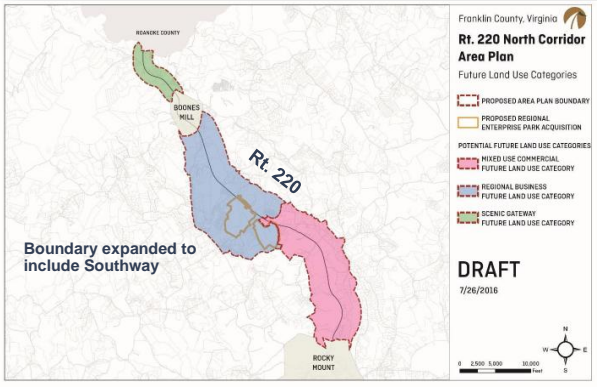 ROANOKE COUNTY
BOONES
MILL
Rt. 220
Boundary expanded to
include Southway
ROCKY
MOUNT
Franklin County, Virginia
Rt. 220 North Corridor
Area Plan
Future Land Use Categories
PROPOSED AREA PLAN BOUNDARY
PROPOSED REGIONAL
ENTERPRISE PARK ACQUISITION
POTENTIAL FUTURE LAND USE CATEGORIES
MIXED USE COMMERCIAL
FUTURE LAND USE CATEGORY
REGIONAL BUSINESS
FUTURE LAND USE CATEGORY
SCENIC GATEWAY
FUTURE LAND USE CATEGORY
DRAFT
7/26/2016
N
W E
S
0 2,500 5,000 10,000
Feet